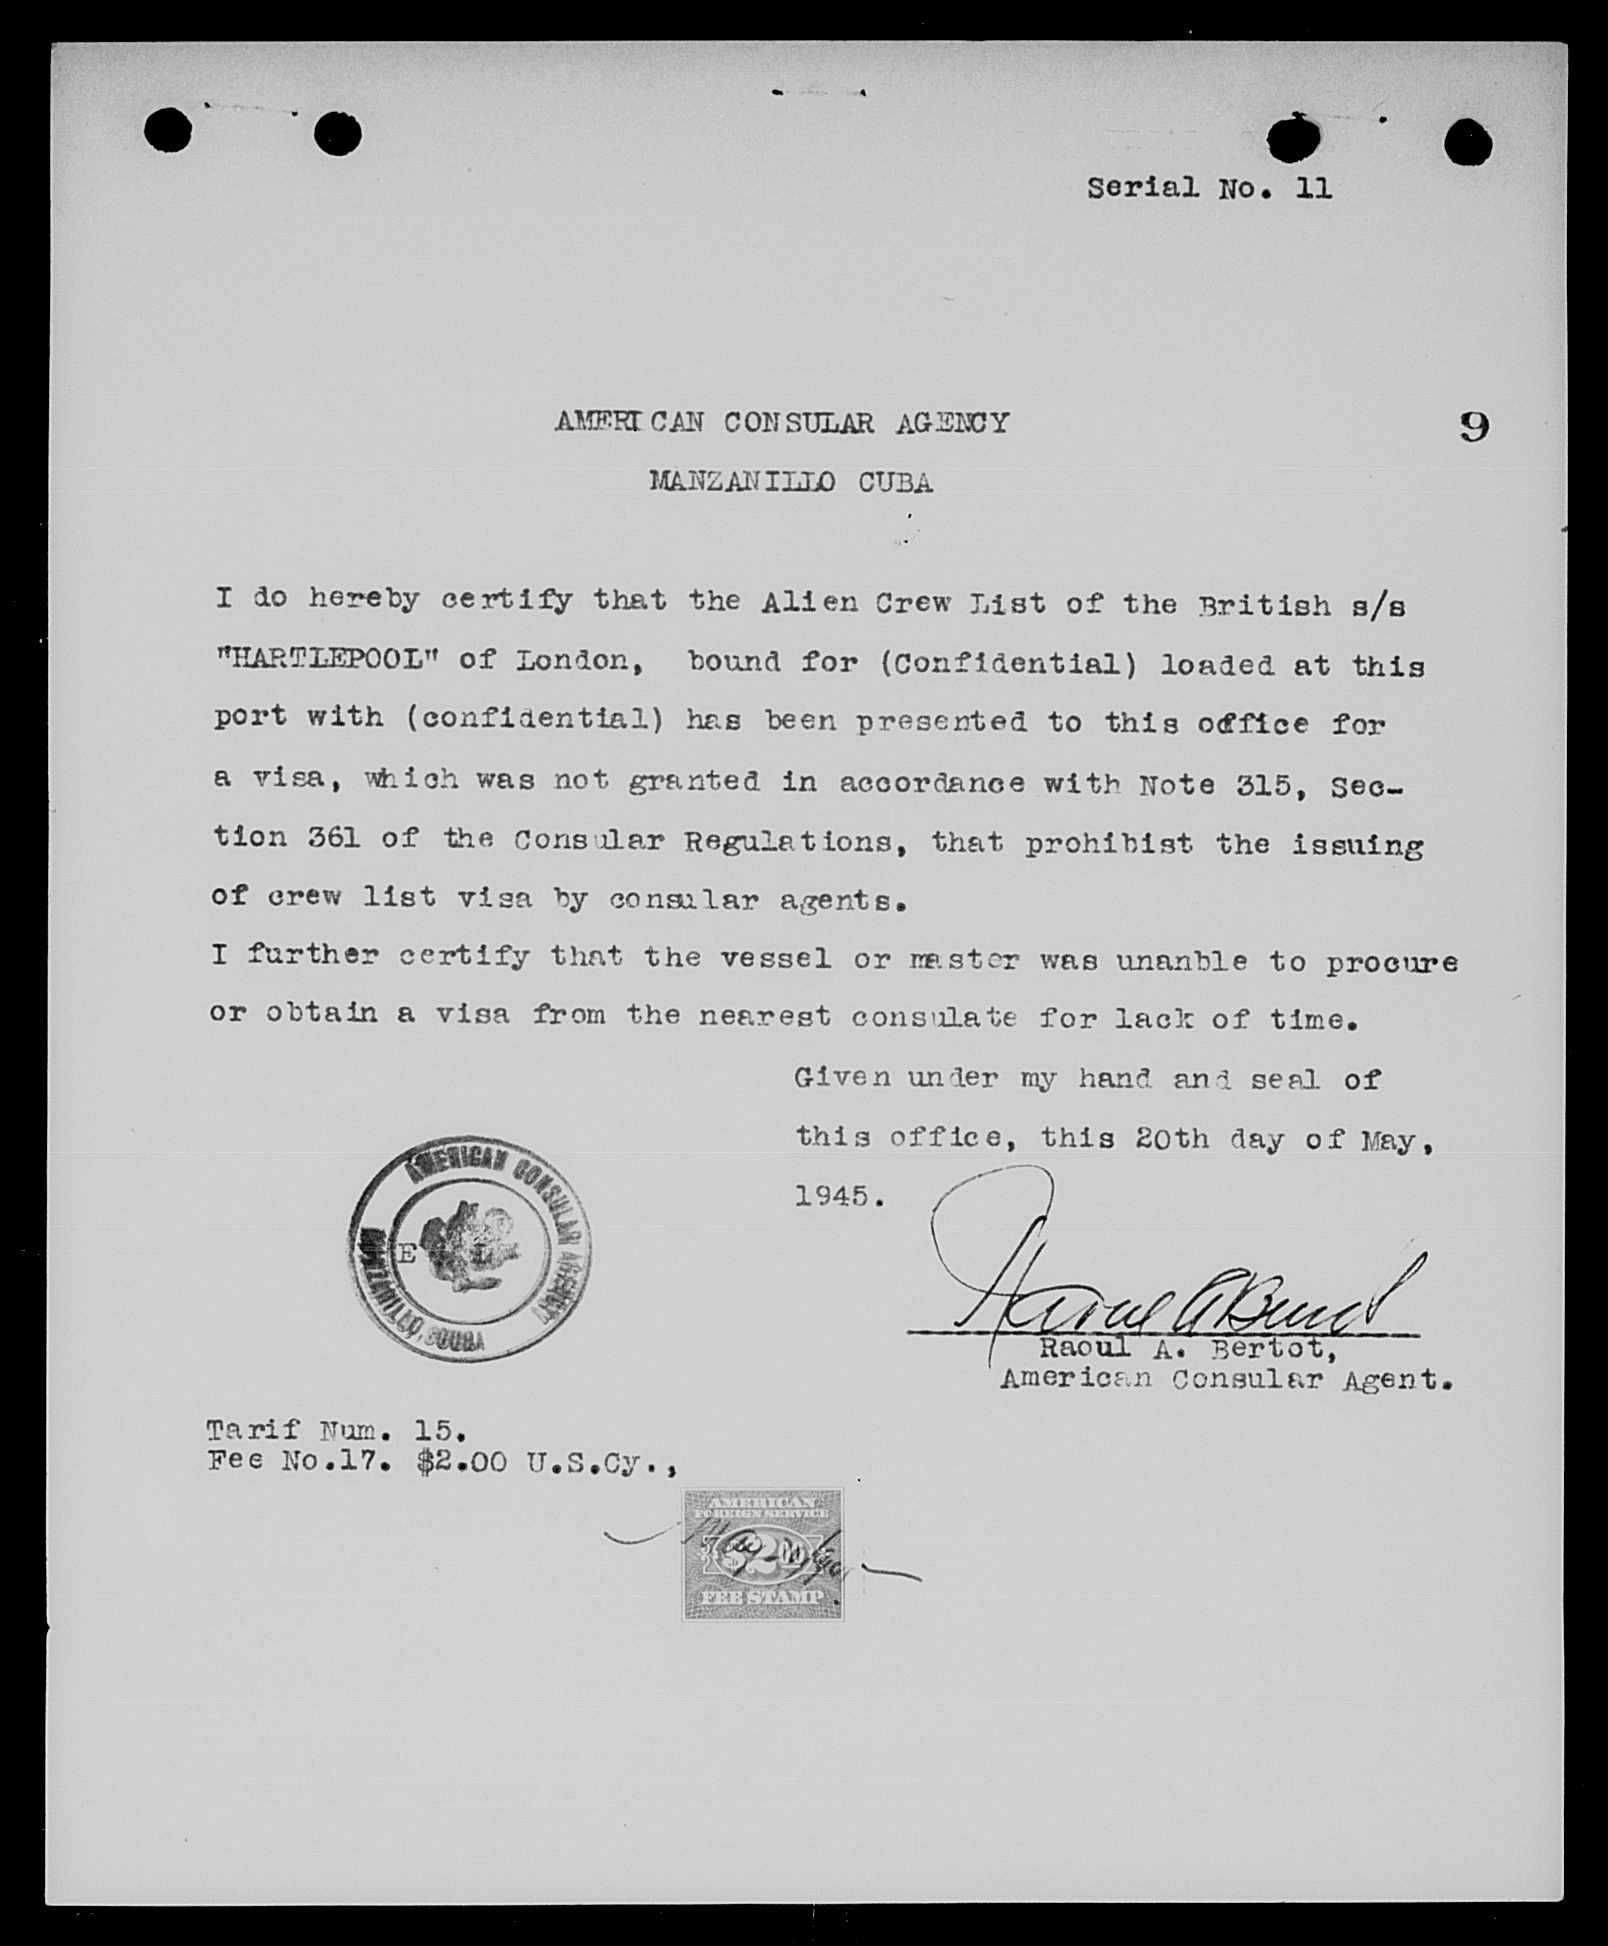 Serial No. 11
AMERICAN CONSULAR AGENCY
9
MANZANILLO CUBA
I do hereby certify that the Alien Crew List of the British s/s
"HARTLEPOOL" of London, bound for (Confidential) loaded at this
port with (confidential) has been presented to this office for
a visa, which was not granted in accordance with Note 315, Sec-
tion 361 of the Consular Regulations, that prohibist the issuing
of crew list visa by consular agents.
I further certify that the vessel or master was unanble to procure
or obtain a visa from the nearest consulate for lack of time.
Given under my hand and seal of
this office, this 20th day of May,
1945.
AMERICAN CONSULAR AGENCY
MANZANILLO, CUBA
E L
Raoul A. Bertot
Raoul A. Bertot,
American Consular Agent.
Tarif Num. 15.
Fee No.17. $2.00 U.S.Cy.,
AMERICAN
FOREIGN SERVICE
$2.00
FEE STAMP